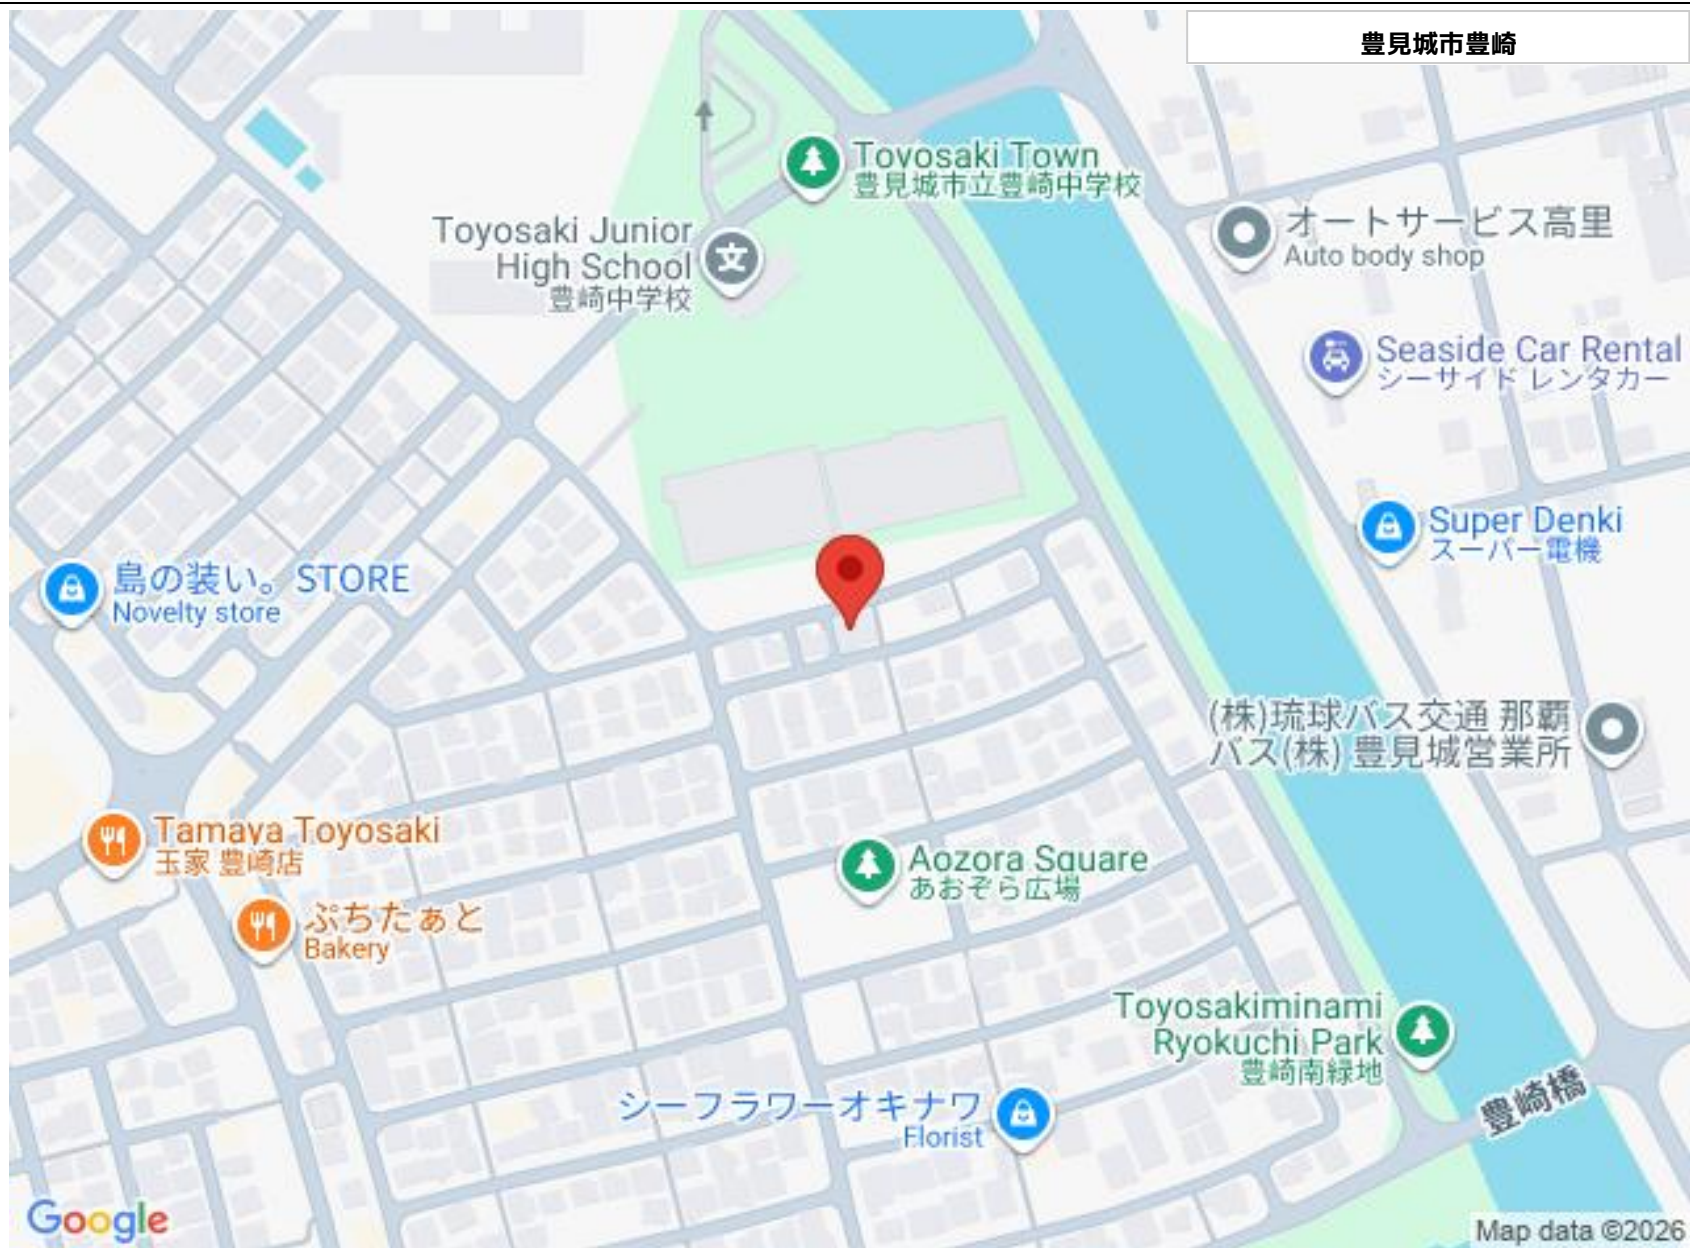 豊見城市豊崎
Toyosaki Town
豊見城市立豊崎中学校
Toyosaki Junior
High School
豊崎中学校
オートサービス高里
Auto body shop
Seaside Car Rental
シーサイド レンタカー
Super Denki
スーパー電機
島の装い。STORE
Novelty store
(株)琉球バス交通 那覇
バス(株) 豊見城営業所
Tamaya Toyosaki
玉家 豊崎店
Aozora Square
あおぞら広場
ぷちたぁと
Bakery
Toyosakiminami
Ryokuchi Park
豊崎南緑地
シーフラワーオキナワ
Florist
豊崎橋
Google
Map data ©2026